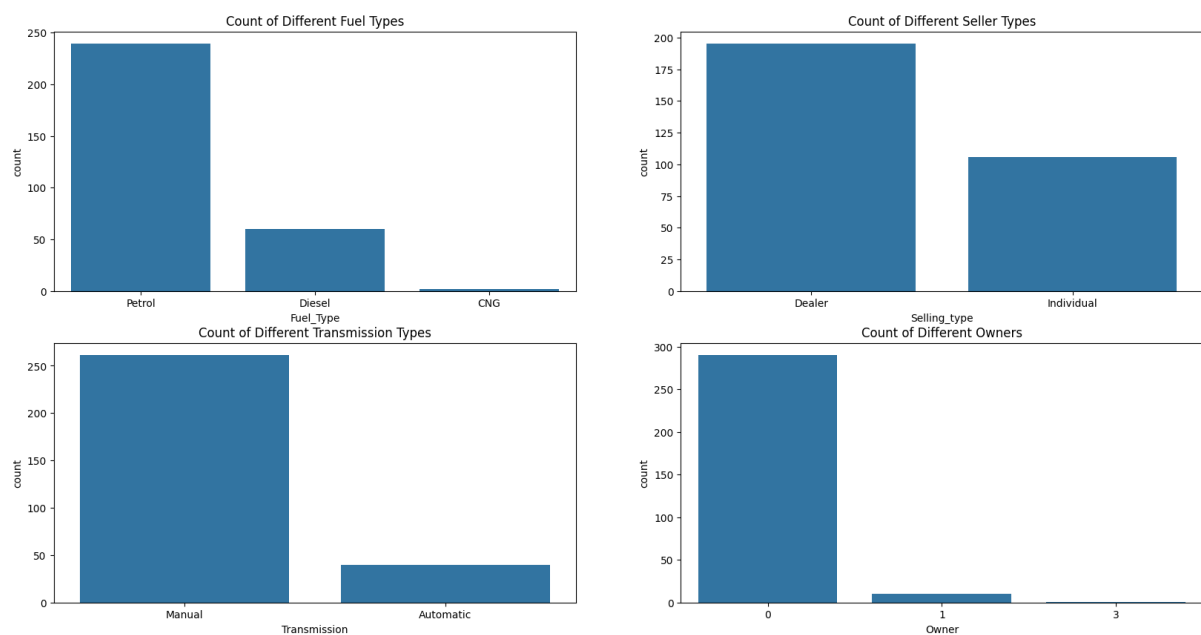 Count of Different Fuel Types
250
200
150
100
50
0
count
Petrol
Diesel
CNG
Fuel_Type
Count of Different Seller Types
200
175
150
125
100
75
50
25
0
count
Dealer
Individual
Selling_type
Count of Different Transmission Types
250
200
150
100
50
0
count
Manual
Automatic
Transmission
Count of Different Owners
300
250
200
150
100
50
0
count
0
1
3
Owner